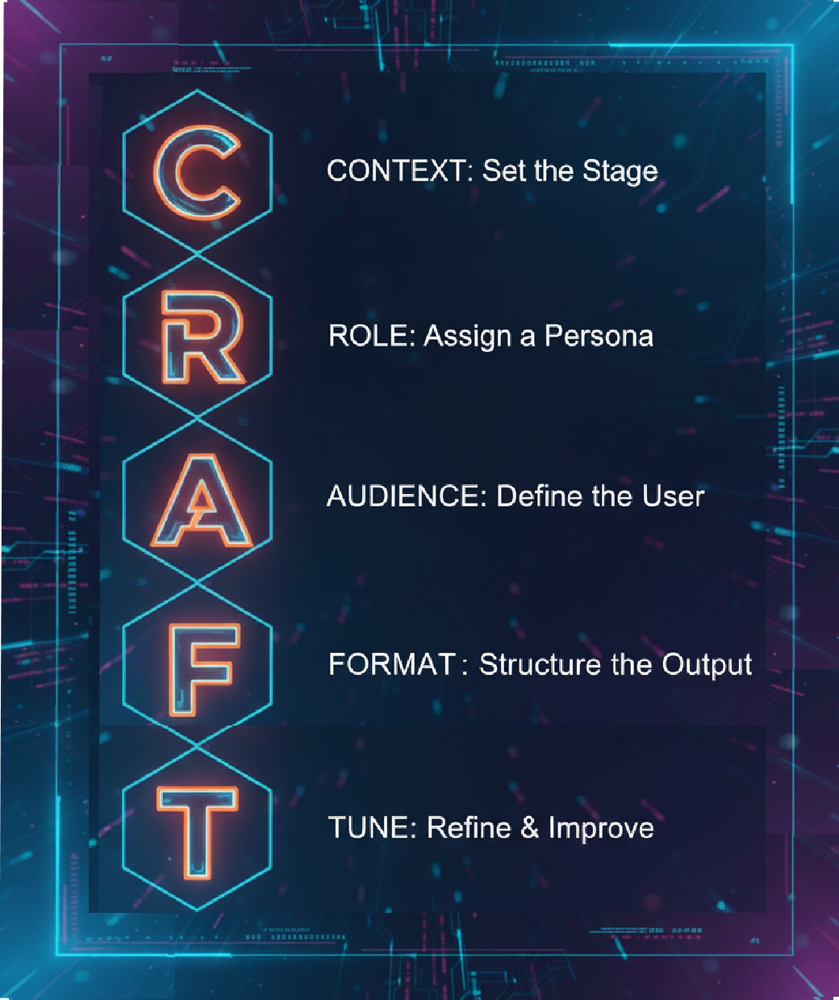 C
CONTEXT: Set the Stage
R
ROLE: Assign a Persona
A
AUDIENCE: Define the User
F
FORMAT : Structure the Output
T
TUNE: Refine & Improve